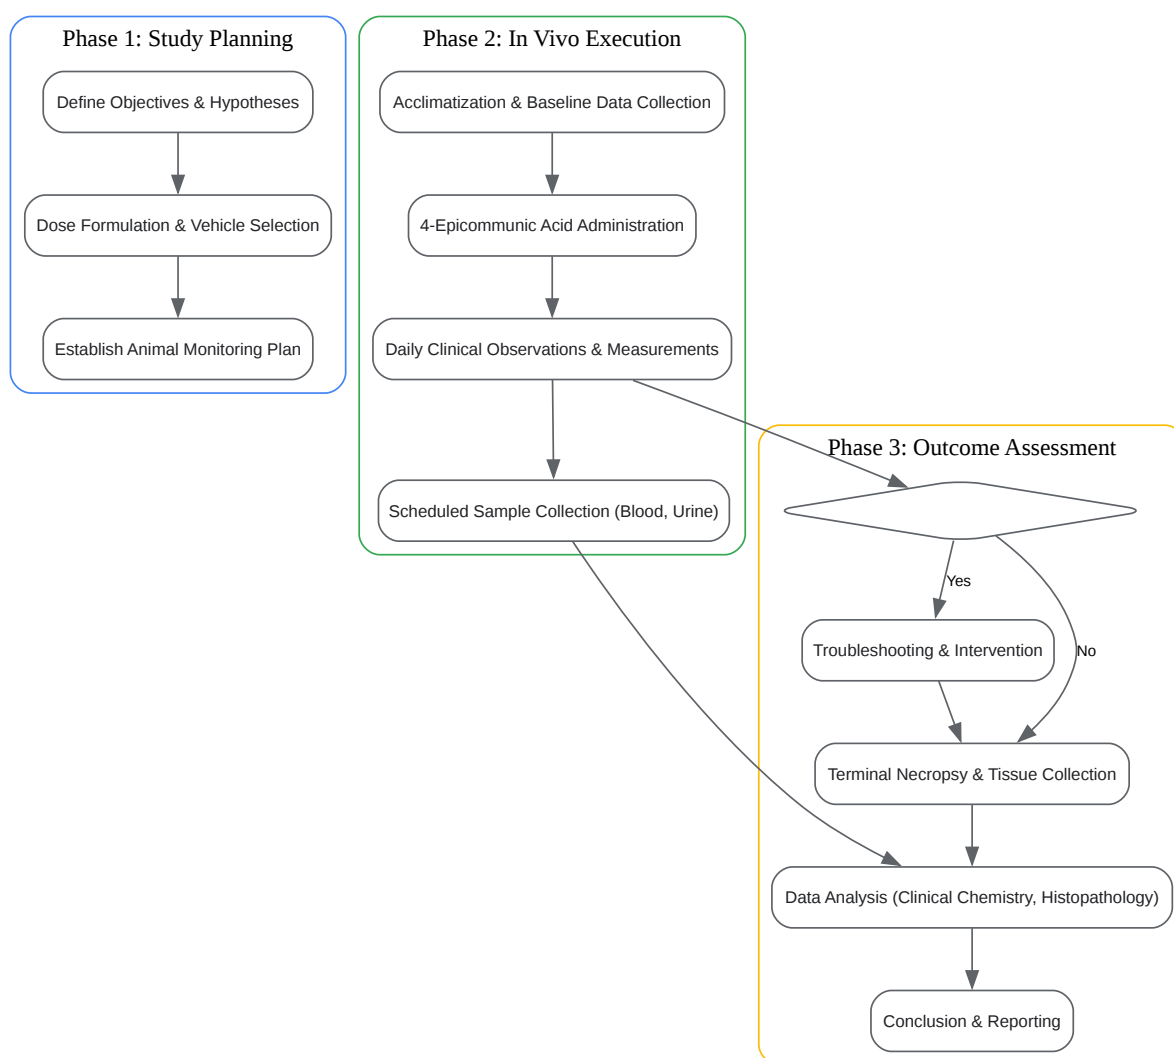 Phase 1: Study Planning
Define Objectives & Hypotheses
Dose Formulation & Vehicle Selection
Establish Animal Monitoring Plan
Phase 2: In Vivo Execution
Acclimatization & Baseline Data Collection
4-Epicommunic Acid Administration
Daily Clinical Observations & Measurements
Scheduled Sample Collection (Blood, Urine)
Phase 3: Outcome Assessment
Yes
No
Troubleshooting & Intervention
Terminal Necropsy & Tissue Collection
Data Analysis (Clinical Chemistry, Histopathology)
Conclusion & Reporting